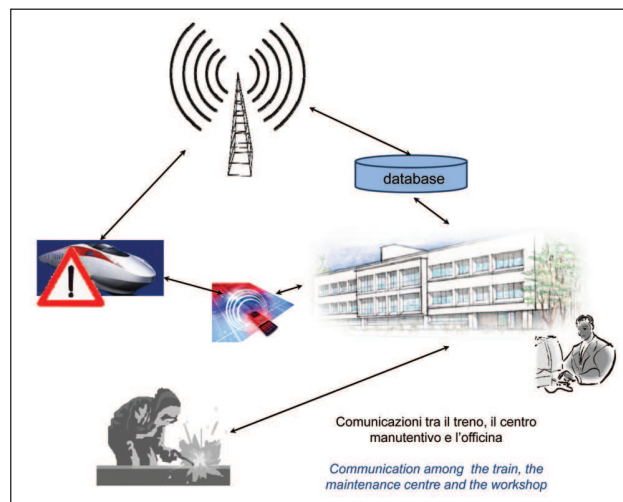 database
Comunicazioni tra il treno, il centro
manutentivo e l'officina
Communication among the train, the
maintenance centre and the workshop